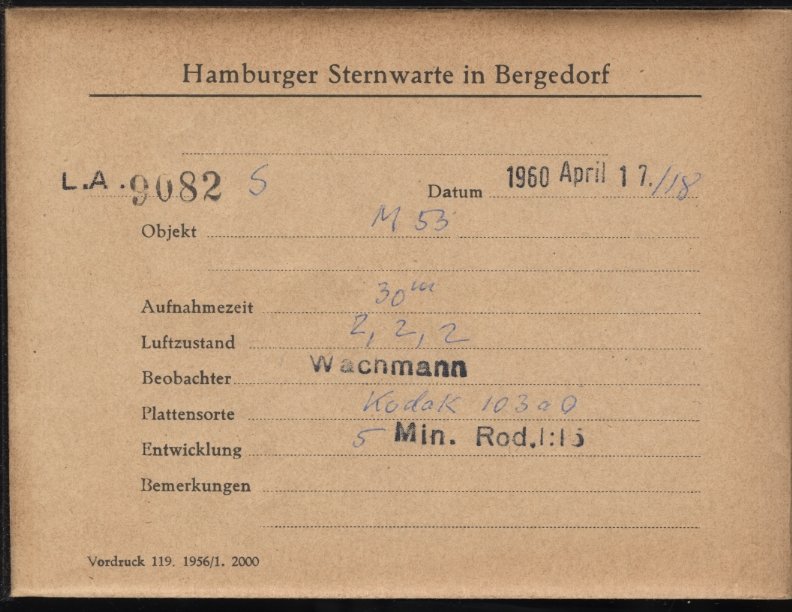 Hamburger Sternwarte in Bergedorf
L.A. 9082 S Datum 1960 April 17./18
Objekt M 53
Aufnahmezeit 30ᵐ
Luftzustand 2, 2, 2
Beobachter Wachmann
Plattensorte Kodak 103a0
Entwicklung 5 Min. Rod. 1:15
Bemerkungen
Vordruck 119. 1956/1. 2000